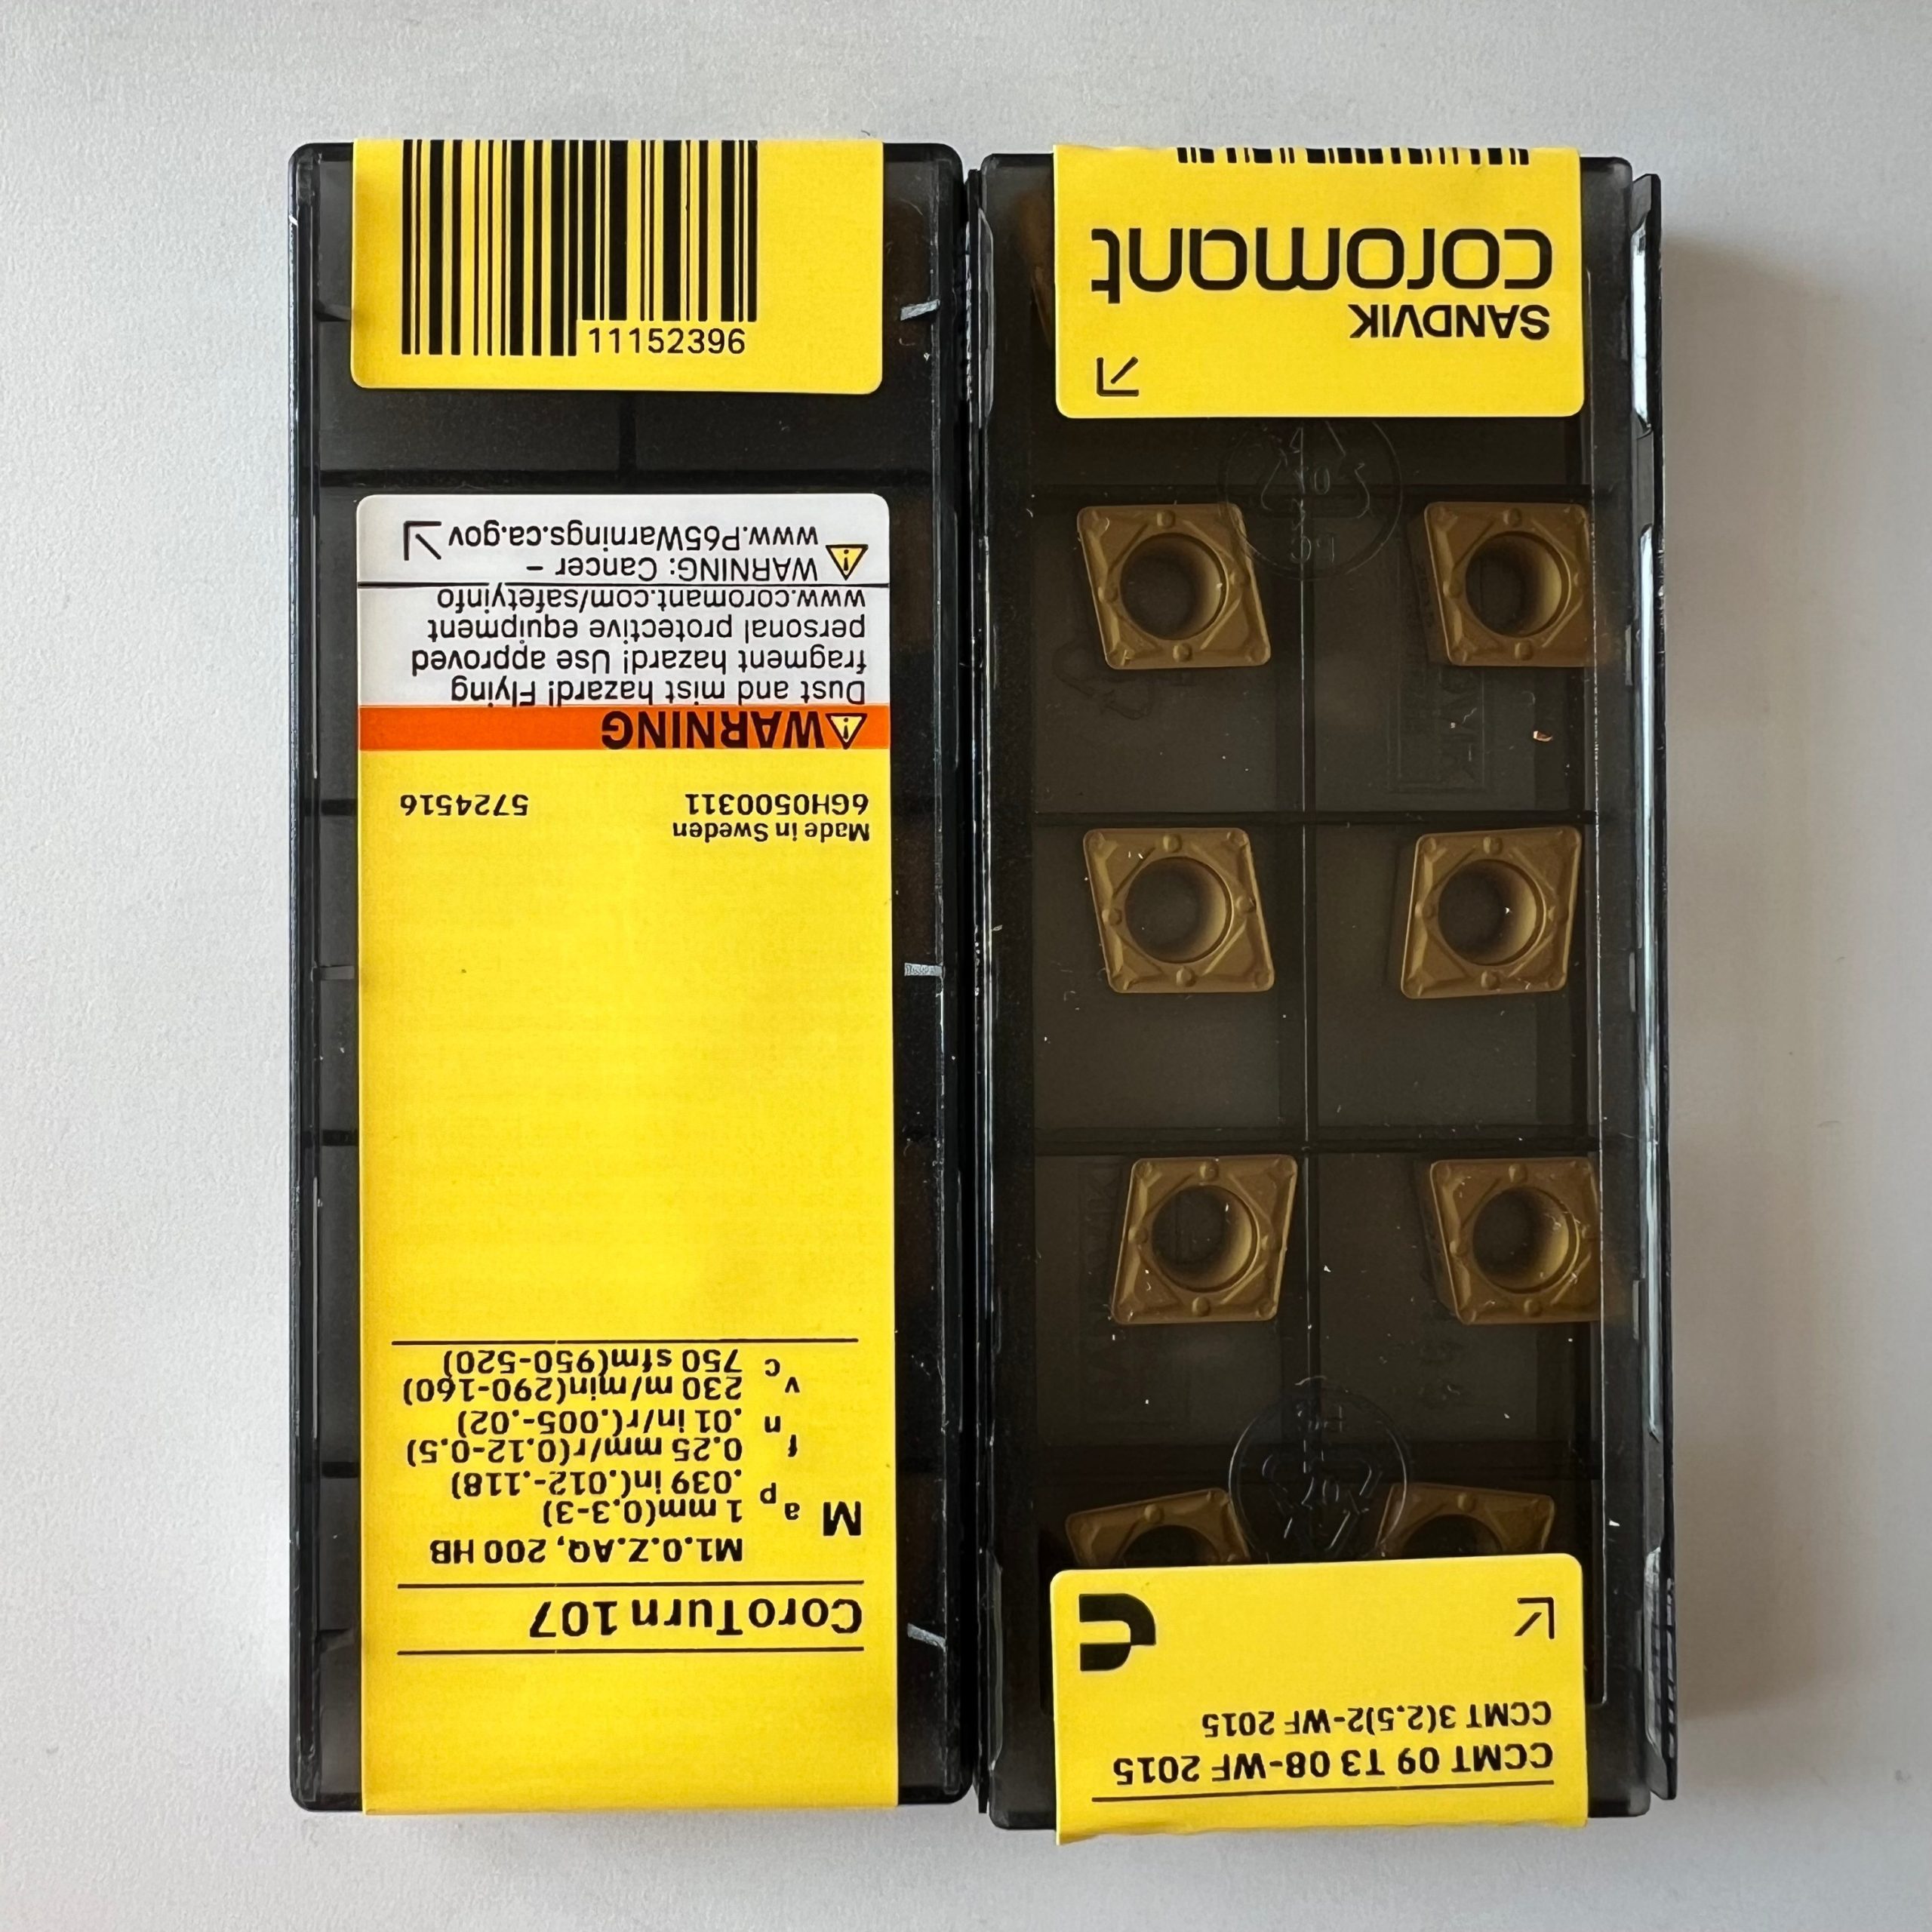 11152396
CoroTurn 107
M1.0.Z.AQ, 200 HB
M ap 1 mm(0.3-3)
.039 in(.012-.118)
fn 0.25 mm/r(0.12-0.5)
.01 in/r(.005-.02)
vc 230 m/min(290-160)
750 sfm(950-520)
Made in Sweden
6GH0500311 5724516
WARNING
Dust and mist hazard! Flying
fragment hazard! Use approved
personal protective equipment
www.coromant.com/safetyinfo
WARNING: Cancer –
www.P65Warnings.ca.gov
CCMT 09 T3 08-WF 2015
CCMT 3(2.5)2-WF 2015
SANDVIK
coromant